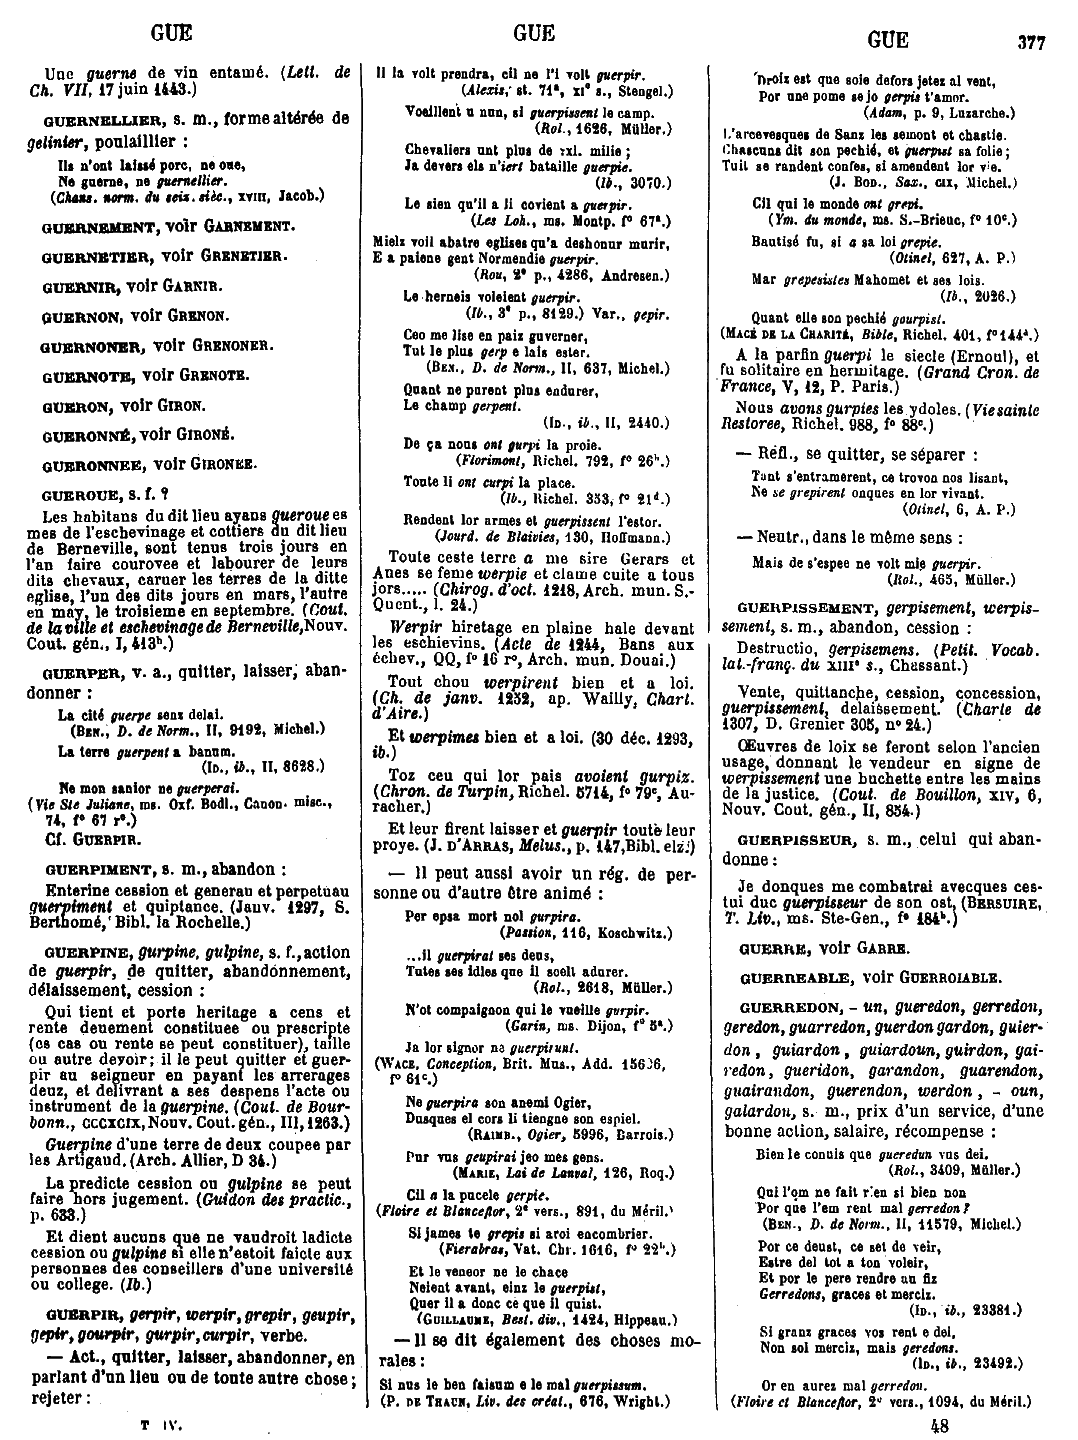 GUE
Une guerne de vin entamé. (Lett. de
Ch. VII, 17 juin 1443.)
GUERNELLIER, s. m., forme altérée de
gelinier, poulaillier :
Ils n'ont laissé porc, ne oue,
Ne guerne, ne guernellier.
(Chans. norm. du seiz. sièc., XVIII, Jacob.)
GUERNEMENT, voir GARNEMENT.
GUERNETIER, voir GRENETIER.
GUERNIR, voir GARNIR.
GUERNON, voir GRENON.
GUERNONER, voir GRENONER.
GUERNOTE, voir GRENOTE.
GUERON, voir GIRON.
GUERONNÉ, voir GIRONÉ.
GUERONNEE, voir GIRONEE.
GUEROUE, s. f. ?
Les habitans du dit lieu ayans gueroue es
mes de l'eschevinage et cottiers du dit lieu
de Berneville, sont tenus trois jours en
l'an faire courovee et labourer de leurs
dits chevaux, caruer les terres de la ditte
eglise, l'un des dits jours en mars, l'autre
en may, le troisieme en septembre. (Cout.
de la ville et eschevinage de Berneville, Nouv.
Cout. gén., I, 413ᵇ.)
GUERPER, v. a., quitter, laisser, aban-
donner :
La cité guerpe senz delai.
(BEN., D. de Norm., II, 9192, Michel.)
La terre guerpent a banum.
(ID., ib., II, 8628.)
Ne mon sanior ne guerperai.
(Vie Ste Juliane, ms. Oxf. Bodl., Canon. misc.,
74, f° 67 r°.)
Cf. GUERPIR.
GUERPIMENT, s. m., abandon :
Enterine cession et generau et perpetuau
guerpiment et quiptance. (Janv. 1297, S.
Berthomé, Bibl. la Rochelle.)
GUERPINE, gurpine, gulpine, s. f., action
de guerpir, de quitter, abandonnement,
délaissement, cession :
Qui tient et porte heritage a cens et
rente deuement constituee ou prescripte
(es cas ou rente se peut constituer), taille
ou autre devoir; il le peut quitter et guer-
pir au seigneur en payant les arrerages
deuz, et delivrant a ses despens l'acte ou
instrument de la guerpine. (Cout. de Bour-
bonn., CCCXCIX, Nouv. Cout. gén., III, 1263.)
Guerpine d'une terre de deux coupee par
les Artigaud. (Arch. Allier, D 34.)
La predicte cession ou gulpine se peut
faire hors jugement. (Guidon des practic.,
p. 633.)
Et dient aucuns que ne vaudroit ladicte
cession ou gulpine si elle n'estoit faicte aux
personnes des conseillers d'une université
ou college. (Ib.)
GUERPIR, gerpir, werpir, grepir, geupir,
gepir, gourpir, gurpir, curpir, verbe.
— Act., quitter, laisser, abandonner, en
parlant d'un lieu ou de toute autre chose ;
rejeter :
T IV.
GUE
Il la volt prendra, cil ne l'i volt guerpir.
(Alexis, st. 71ᵃ, XIᵉ s., Stengel.)
Voeillent u nun, si guerpissent le camp.
(Rol., 1626, Müller.)
Chevaliers unt plus de xxl. milie ;
Ja devers els n'iert bataille guerpie.
(Ib., 3070.)
Le sien qu'il a li covient a guerpir.
(Les Loh., ms. Montp. f° 67ᵃ.)
Mielz voil abatre eglises qu'a deshonur murir,
E a paiene gent Normendie guerpir.
(Rou, 2ᵉ p., 4286, Andresen.)
Le herneis voleient guerpir.
(Ib., 3ᵉ p., 8129.) Var., gepir.
Ceo me lise en paiz guverner,
Tut le plus gerp e lais ester.
(BEN., D. de Norm., II, 637, Michel.)
Quant ne purent plus endurer,
Le champ gerpent.
(ID., ib., II, 2440.)
De ça nous ont gurpi la proie.
(Florimont, Richel. 792, f° 26ᵇ.)
Toute li ont curpi la place.
(Ib., Richel. 353, f° 21ᵈ.)
Rendent lor armes et guerpissent l'estor.
(Jourd. de Blaivies, 130, Hoffmann.)
Toute ceste terre a me sire Gerars et
Anes se feme werpie et clame cuite a tous
jors..... (Chirog. d'oct. 1218, Arch. mun. S.-
Quent., l. 24.)
Werpir hiretage en plaine hale devant
les eschievins. (Acte de 1244, Bans aux
échev., QQ, f° 16 r°, Arch. mun. Douai.)
Tout chou werpirent bien et a loi.
(Ch. de janv. 1252, ap. Wailly, Chart.
d'Aire.)
Et werpimes bien et a loi. (30 déc. 1293,
ib.)
Toz ceu qui lor pais avoient gurpiz.
(Chron. de Turpin, Richel. 5714, f° 79ᶜ, Au-
racher.)
Et leur firent laisser et guerpir toute leur
proye. (J. D'ARRAS, Melus., p. 147, Bibl. elz.)
— Il peut aussi avoir un rég. de per-
sonne ou d'autre être animé :
Per epsa mort nol gurpira.
(Passion, 116, Koschwitz.)
...il guerpirat ses deus,
Tutes ses idles que il soelt adurer.
(Rol., 2618, Müller.)
N'ot compaignon qui le vueille gurpir.
(Garin, ms. Dijon, f° 5ᵃ.)
Ja lor signor ne guerpirunt.
(WACE, Conception, Brit. Mus., Add. 15606,
f° 61ᶜ.)
Ne guerpira son anemi Ogier,
Dusques el cors li tiengne son espiel.
(RAIMB., Ogier, 5996, Barrois.)
Pur vus geupirai jeo mes gens.
(MARIE, Lai de Lanval, 126, Roq.)
Cil a la pucele gerpie.
(Floire et Blanceflor, 2ᵉ vers., 891, du Méril.)
Si james te grepis si aroi encombrier.
(Fierabras, Vat. Chr. 1616, f° 22ᵇ.)
Et le veneor ne le chace
Neient avant, einz le guerpist,
Quer il a donc ce que il quist.
(GUILLAUME, Best. div., 1424, Hippeau.)
— Il se dit également des choses mo-
rales :
Si nus le ben faisum e le mal guerpissum.
(P. DE THAUN, Liv. des créat., 676, Wright.)
GUE 377
Droiz est que soie defors jetez al vent,
Por une pome se jo gerpis t'amor.
(Adam, p. 9, Luzarche.)
L'arcevesques de Sanz les semont et chastie.
Chascuns dit son pechié, et guerpist sa folie ;
Tuit se randent confes, si amendent lor vie.
(J. BOD., Sax., CIX, Michel.)
Cil qui le monde ont grepi.
(Ym. du monde, ms. S.-Brieuc, f° 10ᶜ.)
Bautisé fu, si a sa loi grepie.
(Otinel, 627, A. P.)
Mar grepesistes Mahomet et ses lois.
(Ib., 2026.)
Quant elle son pechié gourpist.
(MACÉ DE LA CHARITÉ, Bible, Richel. 401, f° 144ᵈ.)
A la parfin guerpi le siecle (Ernoul), et
fu solitaire en hermitage. (Grand Cron. de
France, V, 12, P. Paris.)
Nous avons gurpies les ydoles. (Vie sainte
Restoree, Richel. 988, f° 88ᶜ.)
— Réfl., se quitter, se séparer :
Tant s'entramerent, ce trovon nos lisant,
Ne se grepirent onques en lor vivant.
(Otinel, 6, A. P.)
— Neutr., dans le même sens :
Mais de s'espee ne volt mie guerpir.
(Rol., 465, Müller.)
GUERPISSEMENT, gerpisement, werpis-
sement, s. m., abandon, cession :
Destructio, gerpisemens. (Petit. Vocab.
lat.-franç. du XIIIᵉ s., Chassant.)
Vente, quittanche, cession, concession,
guerpissement, delaissement. (Charte de
1307, D. Grenier 305, n° 24.)
Œuvres de loix se feront selon l'ancien
usage, donnant le vendeur en signe de
werpissement une buchette entre les mains
de la justice. (Cout. de Bouillon, XIV, 6,
Nouv. Cout. gén., II, 854.)
GUERPISSEUR, s. m., celui qui aban-
donne :
Je donques me combatrai avecques ces-
tui duc guerpisseur de son ost. (BERSUIRE,
T. Liv., ms. Ste-Gen., f° 184ᵇ.)
GUERRE, voir GARRE.
GUERREABLE, voir GUERROIABLE.
GUERREDON, - un, gueredon, gerredon,
geredon, guarredon, guerdon gardon, guier-
don, guiardon, guiardoun, guirdon, gai-
redon, gueridon, garandon, guarendon,
guairandon, guerendon, werdon, - oun,
galardon, s. m., prix d'un service, d'une
bonne action, salaire, récompense :
Bien le conuis que gueredun vus dei.
(Rol., 3409, Müller.)
Qui l'om ne fait rien si bien non
Por que l'em rent mal gerredon?
(BEN., D. de Norm., II, 11579, Michel.)
Por ce deust, ce set de veir,
Estre del tot a ton voleir,
Et por le pere rendre au fiz
Gerredons, graces et merciz.
(ID., ib., 23381.)
Si granz graces vos rent e dei,
Non sol merciz, mais geredons.
(ID., ib., 23492.)
Or en aurez mal gerredon.
(Floire et Blanceflor, 2ᵉ vers., 1094, du Méril.)
48